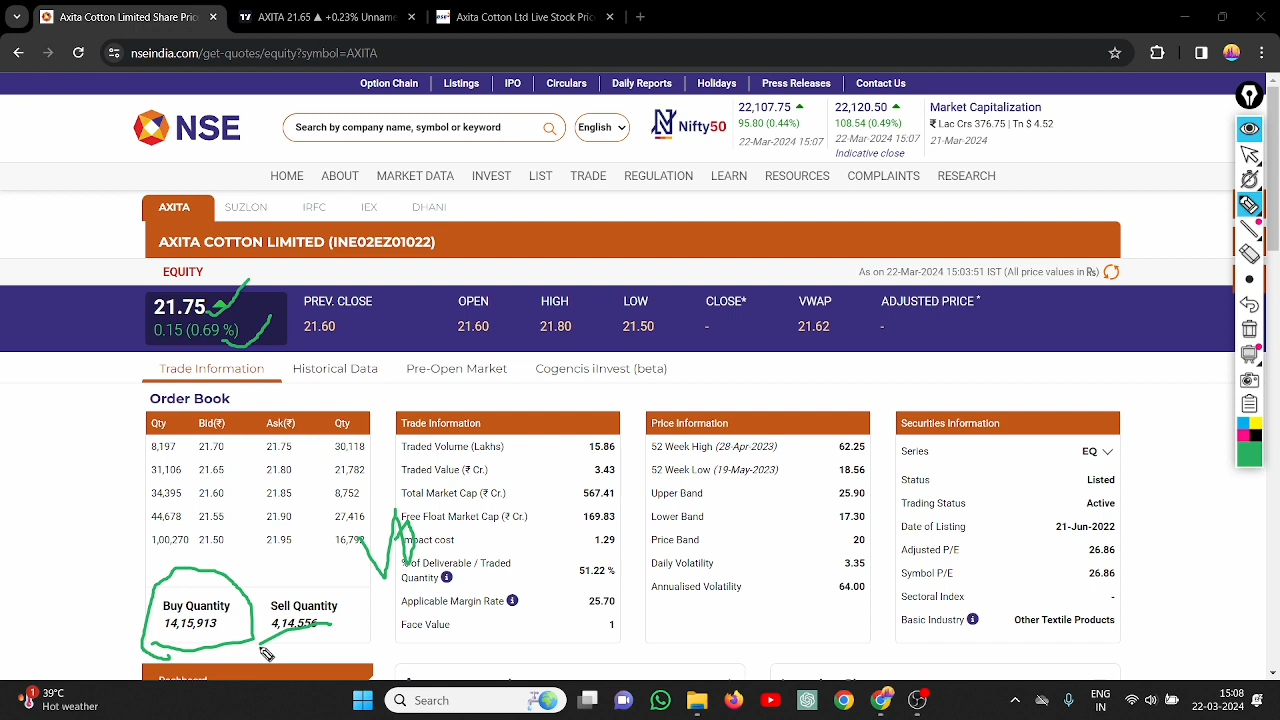 Axita Cotton Limited Share Pric
AXITA 21.65 ▲ +0.23% Unname
Axita Cotton Ltd Live Stock Pric
nseindia.com/get-quotes/equity?symbol=AXITA
Option Chain Listings IPO Circulars Daily Reports Holidays Press Releases Contact Us
NSE
Search by company name, symbol or keyword
English
Nifty50
22,107.75
95.80 (0.44%)
22-Mar-2024 15:07
22,120.50
108.54 (0.49%)
22-Mar-2024 15:07
Indicative close
Market Capitalization
₹ Lac Crs 376.75 | Tn $ 4.52
21-Mar-2024
HOME ABOUT MARKET DATA INVEST LIST TRADE REGULATION LEARN RESOURCES COMPLAINTS RESEARCH
AXITA SUZLON IRFC IEX DHANI
AXITA COTTON LIMITED (INE02EZ01022)
EQUITY
As on 22-Mar-2024 15:03:51 IST (All price values in ₹)
21.75
0.15 (0.69 %)
PREV. CLOSE OPEN HIGH LOW CLOSE* VWAP ADJUSTED PRICE ^
21.60 21.60 21.80 21.50 - 21.62 -
Trade Information Historical Data Pre-Open Market Cogencis iInvest (beta)
Order Book
Qty Bid(₹) Ask(₹) Qty
8,197 21.70 21.75 30,118
31,106 21.65 21.80 21,782
34,395 21.60 21.85 8,752
44,678 21.55 21.90 27,416
1,00,270 21.50 21.95
Buy Quantity Sell Quantity
14,15,913 4,14,556
Trade Information
Traded Volume (Lakhs) 15.86
Traded Value (₹ Cr.) 3.43
Total Market Cap (₹ Cr.) 567.41
Free Float Market Cap (₹ Cr.) 169.83
Impact cost 1.29
% of Deliverable / Traded
Quantity 51.22 %
Applicable Margin Rate 25.70
Face Value 1
Price Information
52 Week High (28-Apr-2023) 62.25
52 Week Low (19-May-2023) 18.56
Upper Band 25.90
Lower Band 17.30
Price Band 20
Daily Volatility 3.35
Annualised Volatility 64.00
Securities Information
Series EQ
Status Listed
Trading Status Active
Date of Listing 21-Jun-2022
Adjusted P/E 26.86
Symbol P/E 26.86
Sectoral Index -
Basic Industry Other Textile Products
Dashboard
1
39°C
Hot weather
Search
ENG
IN
15:08
22-03-2024